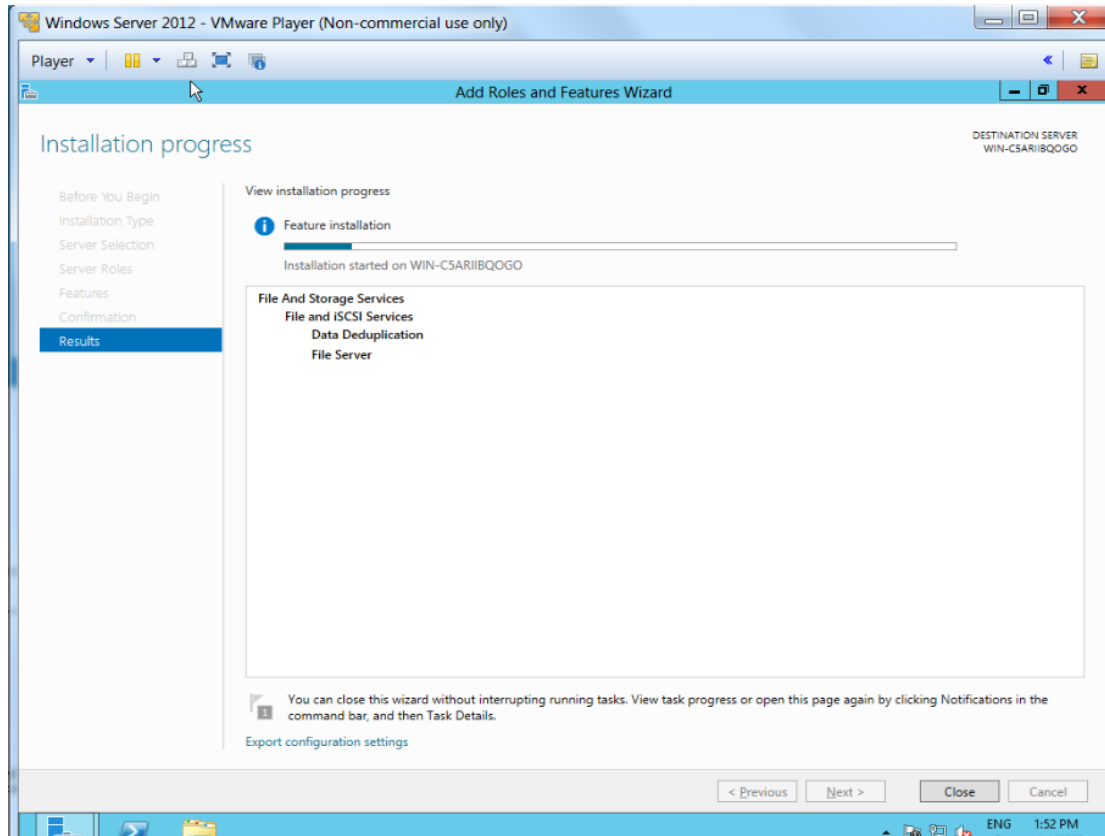 Windows Server 2012 - VMware Player (Non-commercial use only)
Player
Add Roles and Features Wizard
Installation progress
DESTINATION SERVER
WIN-C5ARIIBQOGO
Before You Begin
Installation Type
Server Selection
Server Roles
Features
Confirmation
Results
View installation progress
Feature installation
Installation started on WIN-C5ARIIBQOGO
File And Storage Services
File and iSCSI Services
Data Deduplication
File Server
1
You can close this wizard without interrupting running tasks. View task progress or open this page again by clicking Notifications in the
command bar, and then Task Details.
Export configuration settings
< Previous
Next >
Close
Cancel
ENG
1:52 PM